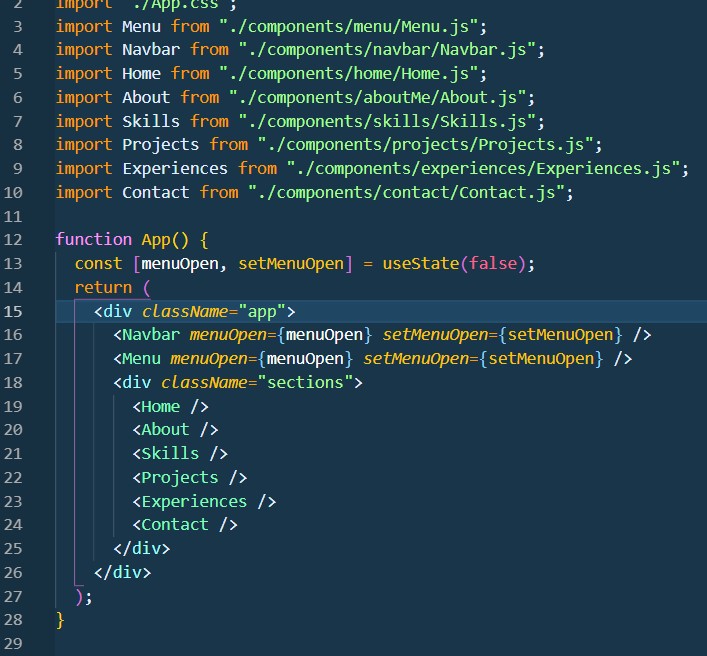 2 import "./App.css";
3 import Menu from "./components/menu/Menu.js";
4 import Navbar from "./components/navbar/Navbar.js";
5 import Home from "./components/home/Home.js";
6 import About from "./components/aboutMe/About.js";
7 import Skills from "./components/skills/Skills.js";
8 import Projects from "./components/projects/Projects.js";
9 import Experiences from "./components/experiences/Experiences.js";
10 import Contact from "./components/contact/Contact.js";
11
12 function App() {
13   const [menuOpen, setMenuOpen] = useState(false);
14   return (
15     <div className="app">
16       <Navbar menuOpen={menuOpen} setMenuOpen={setMenuOpen} />
17       <Menu menuOpen={menuOpen} setMenuOpen={setMenuOpen} />
18       <div className="sections">
19         <Home />
20         <About />
21         <Skills />
22         <Projects />
23         <Experiences />
24         <Contact />
25       </div>
26     </div>
27   );
28 }
29